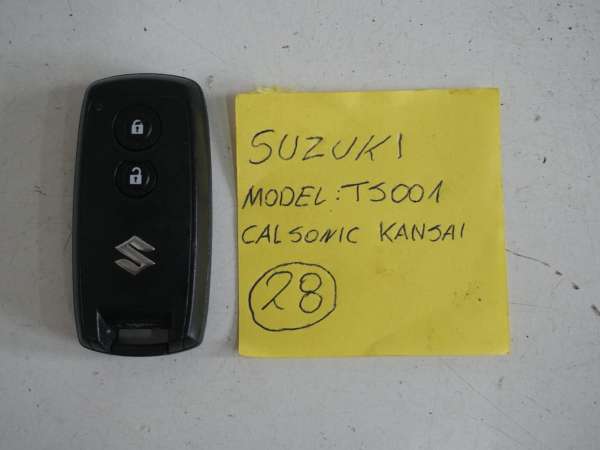 SUZUKI
MODEL: TS001
CALSONIC KANSAI
28